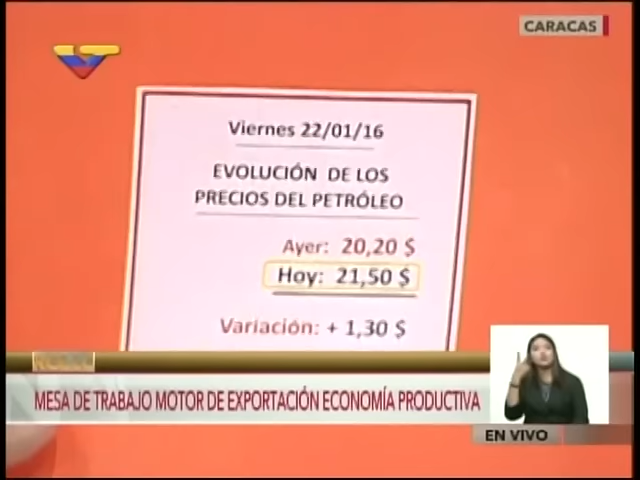 CARACAS
Viernes 22/01/16
EVOLUCIÓN DE LOS
PRECIOS DEL PETRÓLEO
Ayer: 20,20 $
Hoy: 21,50 $
Variación: + 1,30 $
MESA DE TRABAJO MOTOR DE EXPORTACIÓN ECONOMÍA PRODUCTIVA
EN VIVO